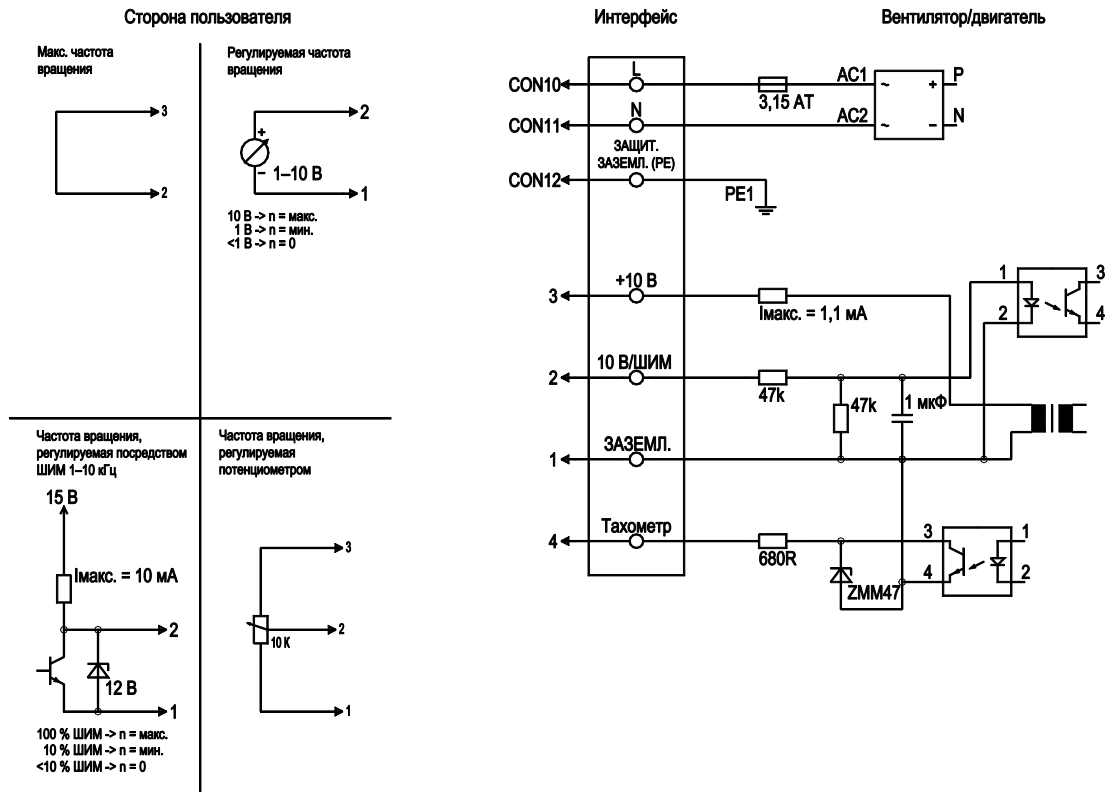 Сторона пользователя
Макс. частота
вращения
3
2
Регулируемая частота
вращения
2
+
– 1–10 В
1
10 В -> n = макс.
1 В -> n = мин.
<1 В -> n = 0
Частота вращения,
регулируемая посредством
ШИМ 1–10 кГц
15 В
Iмакс. = 10 мА
2
12 В
1
100 % ШИМ -> n = макс.
10 % ШИМ -> n = мин.
<10 % ШИМ -> n = 0
Частота вращения,
регулируемая
потенциометром
3
2
10 К
1
Интерфейс
Вентилятор/двигатель
CON10
L
3,15 АТ
AC1
~ + P
CON11
N
AC2
~ – N
ЗАЩИТ.
ЗАЗЕМЛ. (PE)
CON12
PE1
3
+10 В
Iмакс. = 1,1 мА
1
2
3
4
2
10 В/ШИМ
47k
47k
1 мкФ
1
ЗАЗЕМЛ.
4
Тахометр
680R
ZMM47
3
4
1
2